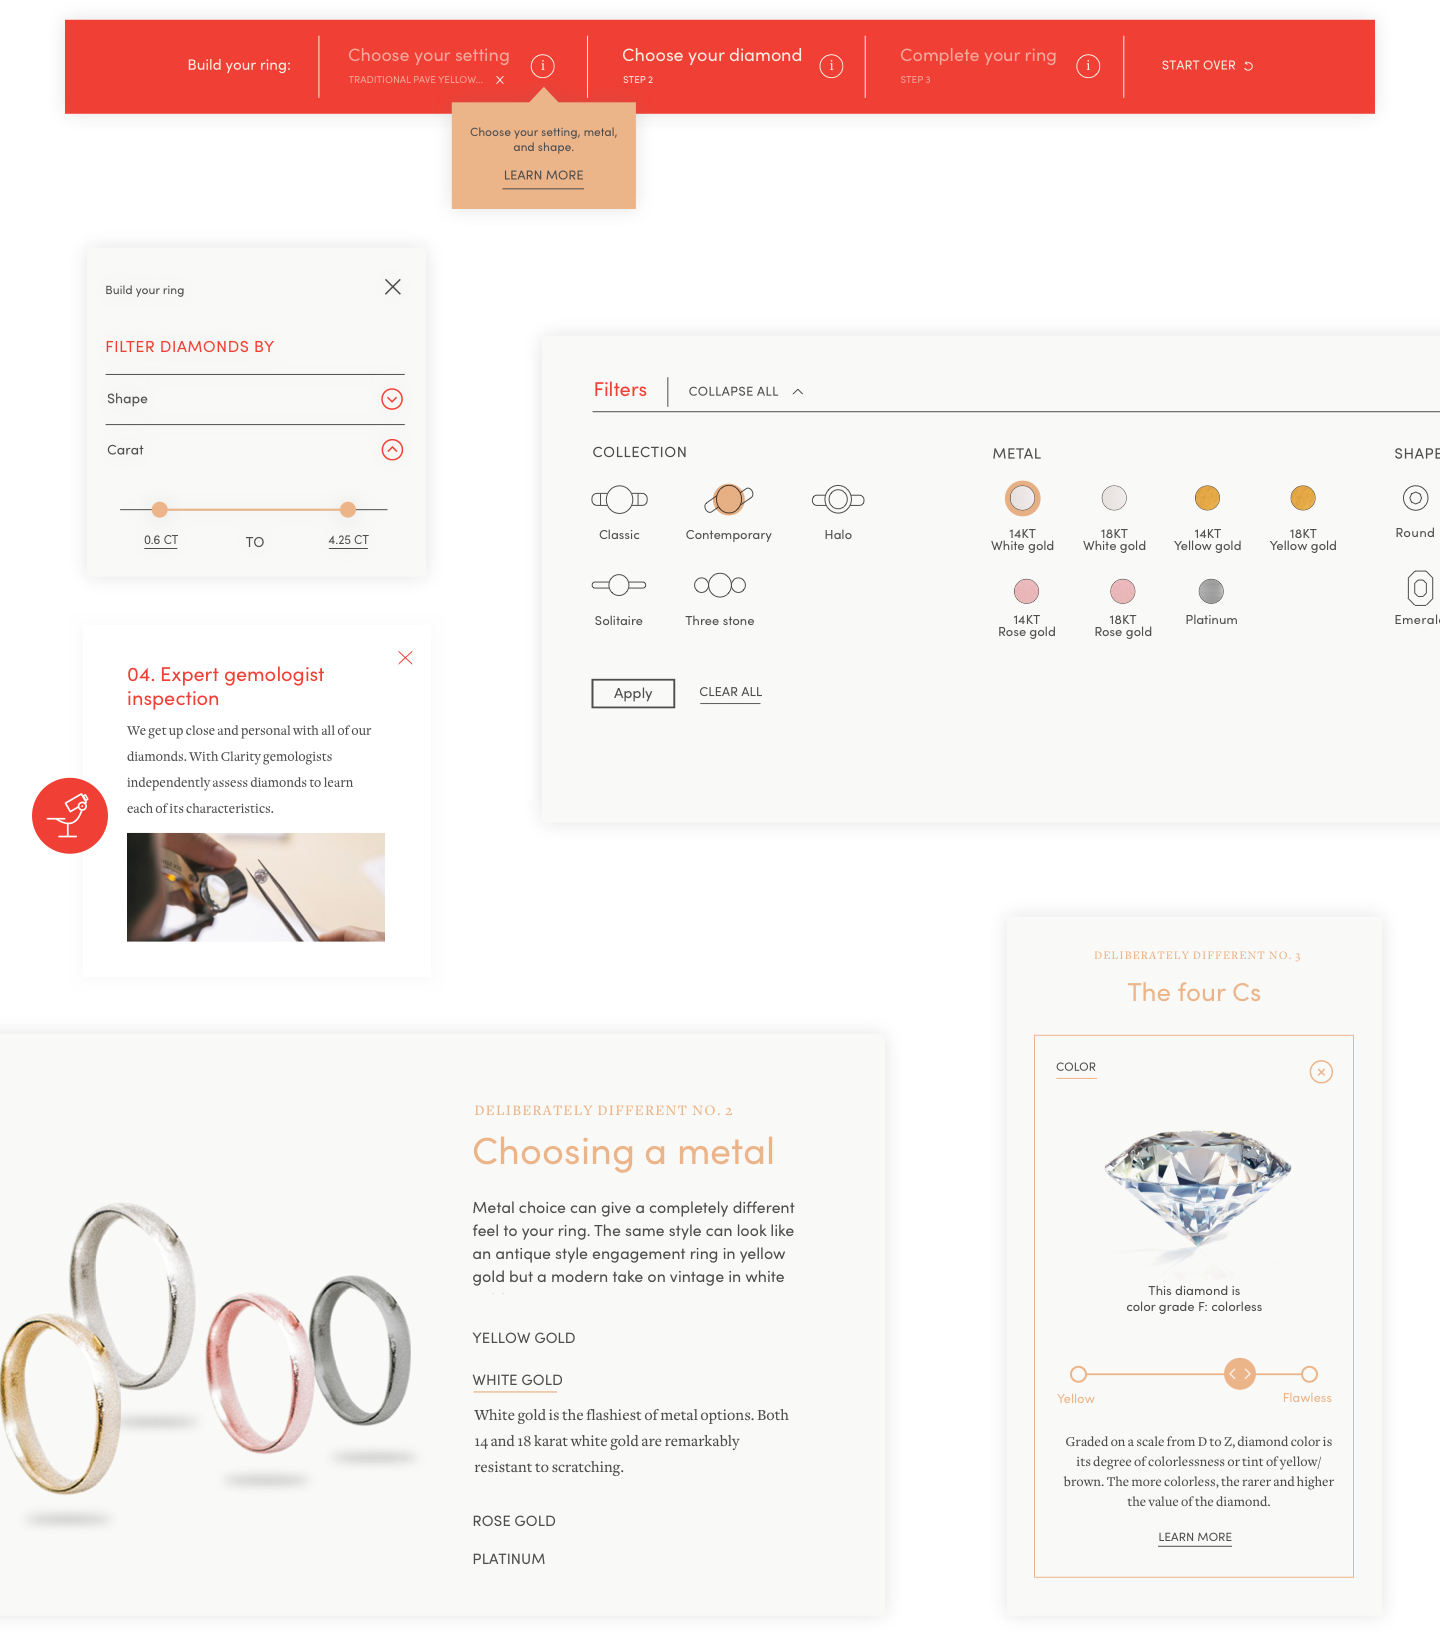 Build your ring:
Choose your setting
TRADITIONAL PAVE YELLOW...
i
Choose your diamond
STEP 2
i
Complete your ring
STEP 3
i
START OVER
Choose your setting, metal,
and shape.
LEARN MORE
Build your ring
FILTER DIAMONDS BY
Shape
Carat
0.6 CT
TO
4.25 CT
Filters
COLLAPSE ALL
COLLECTION
Classic
Contemporary
Halo
Solitaire
Three stone
METAL
14KT
White gold
18KT
White gold
14KT
Yellow gold
18KT
Yellow gold
14KT
Rose gold
18KT
Rose gold
Platinum
SHAPE
Round
Emeral
Apply
CLEAR ALL
04. Expert gemologist
inspection
We get up close and personal with all of our
diamonds. With Clarity gemologists
independently assess diamonds to learn
each of its characteristics.
DELIBERATELY DIFFERENT NO. 2
Choosing a metal
Metal choice can give a completely different
feel to your ring. The same style can look like
an antique style engagement ring in yellow
gold but a modern take on vintage in white
YELLOW GOLD
WHITE GOLD
White gold is the flashiest of metal options. Both
14 and 18 karat white gold are remarkably
resistant to scratching.
ROSE GOLD
PLATINUM
DELIBERATELY DIFFERENT NO. 3
The four Cs
COLOR
This diamond is
color grade F: colorless
Yellow
Flawless
Graded on a scale from D to Z, diamond color is
its degree of colorlessness or tint of yellow/
brown. The more colorless, the rarer and higher
the value of the diamond.
LEARN MORE